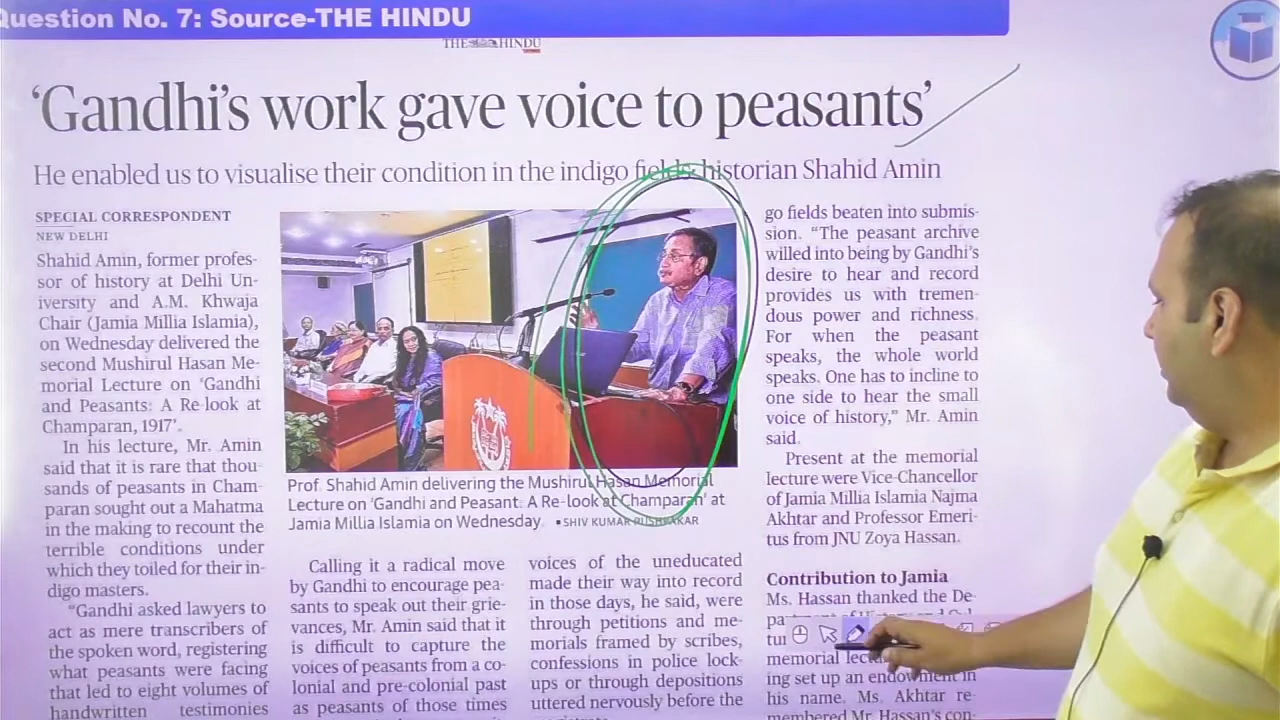 Question No. 7: Source-THE HINDU
THE HINDU
‘Gandhi’s work gave voice to peasants’
He enabled us to visualise their condition in the indigo fields: historian Shahid Amin
SPECIAL CORRESPONDENT
NEW DELHI
Shahid Amin, former profes-
sor of history at Delhi Un-
iversity and A.M. Khwaja
Chair (Jamia Millia Islamia),
on Wednesday delivered the
second Mushirul Hasan Me-
morial Lecture on ‘Gandhi
and Peasants: A Re-look at
Champaran, 1917’.
In his lecture, Mr. Amin
said that it is rare that thou-
sands of peasants in Cham-
paran sought out a Mahatma
in the making to recount the
terrible conditions under
which they toiled for their in-
digo masters.
“Gandhi asked lawyers to
act as mere transcribers of
the spoken word, registering
what peasants were facing
that led to eight volumes of
handwritten testimonies
Prof. Shahid Amin delivering the Mushirul Hasan Memorial
Lecture on ‘Gandhi and Peasant: A Re-look at Champaran’ at
Jamia Millia Islamia on Wednesday. ■ SHIV KUMAR PUSHPAKAR
Calling it a radical move
by Gandhi to encourage pea-
sants to speak out their grie-
vances, Mr. Amin said that it
is difficult to capture the
voices of peasants from a co-
lonial and pre-colonial past
as peasants of those times
voices of the uneducated
made their way into record
in those days, he said, were
through petitions and me-
morials framed by scribes,
confessions in police lock-
ups or through depositions
uttered nervously before the
go fields beaten into submis-
sion. “The peasant archive
willed into being by Gandhi’s
desire to hear and record
provides us with tremen-
dous power and richness.
For when the peasant
speaks, the whole world
speaks. One has to incline to
one side to hear the small
voice of history,” Mr. Amin
said.
Present at the memorial
lecture were Vice-Chancellor
of Jamia Millia Islamia Najma
Akhtar and Professor Emeri-
tus from JNU Zoya Hassan.
Contribution to Jamia
Ms. Hassan thanked the De-
memorial
ing set up an endowment in
his name. Ms. Akhtar re-
membered Mr. Hassan’s con-